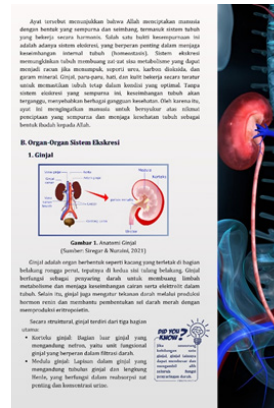 Ayat tersebut menunjukkan bahwa Allah menciptakan manusia
dengan bentuk yang sempurna dan seimbang, termasuk sistem tubuh
yang bekerja secara harmonis. Salah satu bukti kesempurnaan ini
adalah adanya sistem ekskresi, yang berperan penting dalam menjaga
keseimbangan internal tubuh (homeostasis). Sistem ekskresi
memungkinkan tubuh membuang zat-zat sisa metabolisme yang dapat
menjadi racun jika menumpuk, seperti urea, karbon dioksida, dan
garam mineral. Ginjal, paru-paru, hati, dan kulit bekerja secara teratur
untuk memastikan tubuh tetap dalam kondisi yang optimal. Tanpa
sistem ekskresi yang sempurna ini, keseimbangan tubuh akan
terganggu, menyebabkan berbagai gangguan kesehatan. Oleh karena itu,
ayat ini mengingatkan manusia untuk bersyukur atas nikmat
penciptaan yang sempurna dan menjaga kesehatan tubuh sebagai
bentuk ibadah kepada Allah.
B. Organ-Organ Sistem Ekskresi
1. Ginjal
Gambar 1. Anatomi Ginjal
(Sumber: Siregar & Nuraini, 2021)
Ginjal adalah organ berbentuk seperti kacang yang terletak di bagian
belakang rongga perut, tepatnya di kedua sisi tulang belakang. Ginjal
berfungsi sebagai penyaring darah untuk membuang limbah
metabolisme dan menjaga keseimbangan cairan serta elektrolit dalam
tubuh. Selain itu, ginjal juga mengatur tekanan darah melalui produksi
hormon renin dan membantu pembentukan sel darah merah dengan
memproduksi eritropoietin.
Secara struktural, ginjal terdiri dari tiga bagian
utama:
• Korteks ginjal: Bagian luar ginjal yang
mengandung nefron, yaitu unit fungsional
ginjal yang berperan dalam filtrasi darah.
• Medula ginjal: Lapisan dalam ginjal yang
mengandung tubulus ginjal dan lengkung
Henle, yang berfungsi dalam reabsorpsi zat
penting dan konsentrasi urine.
DID YOU
KNOW?